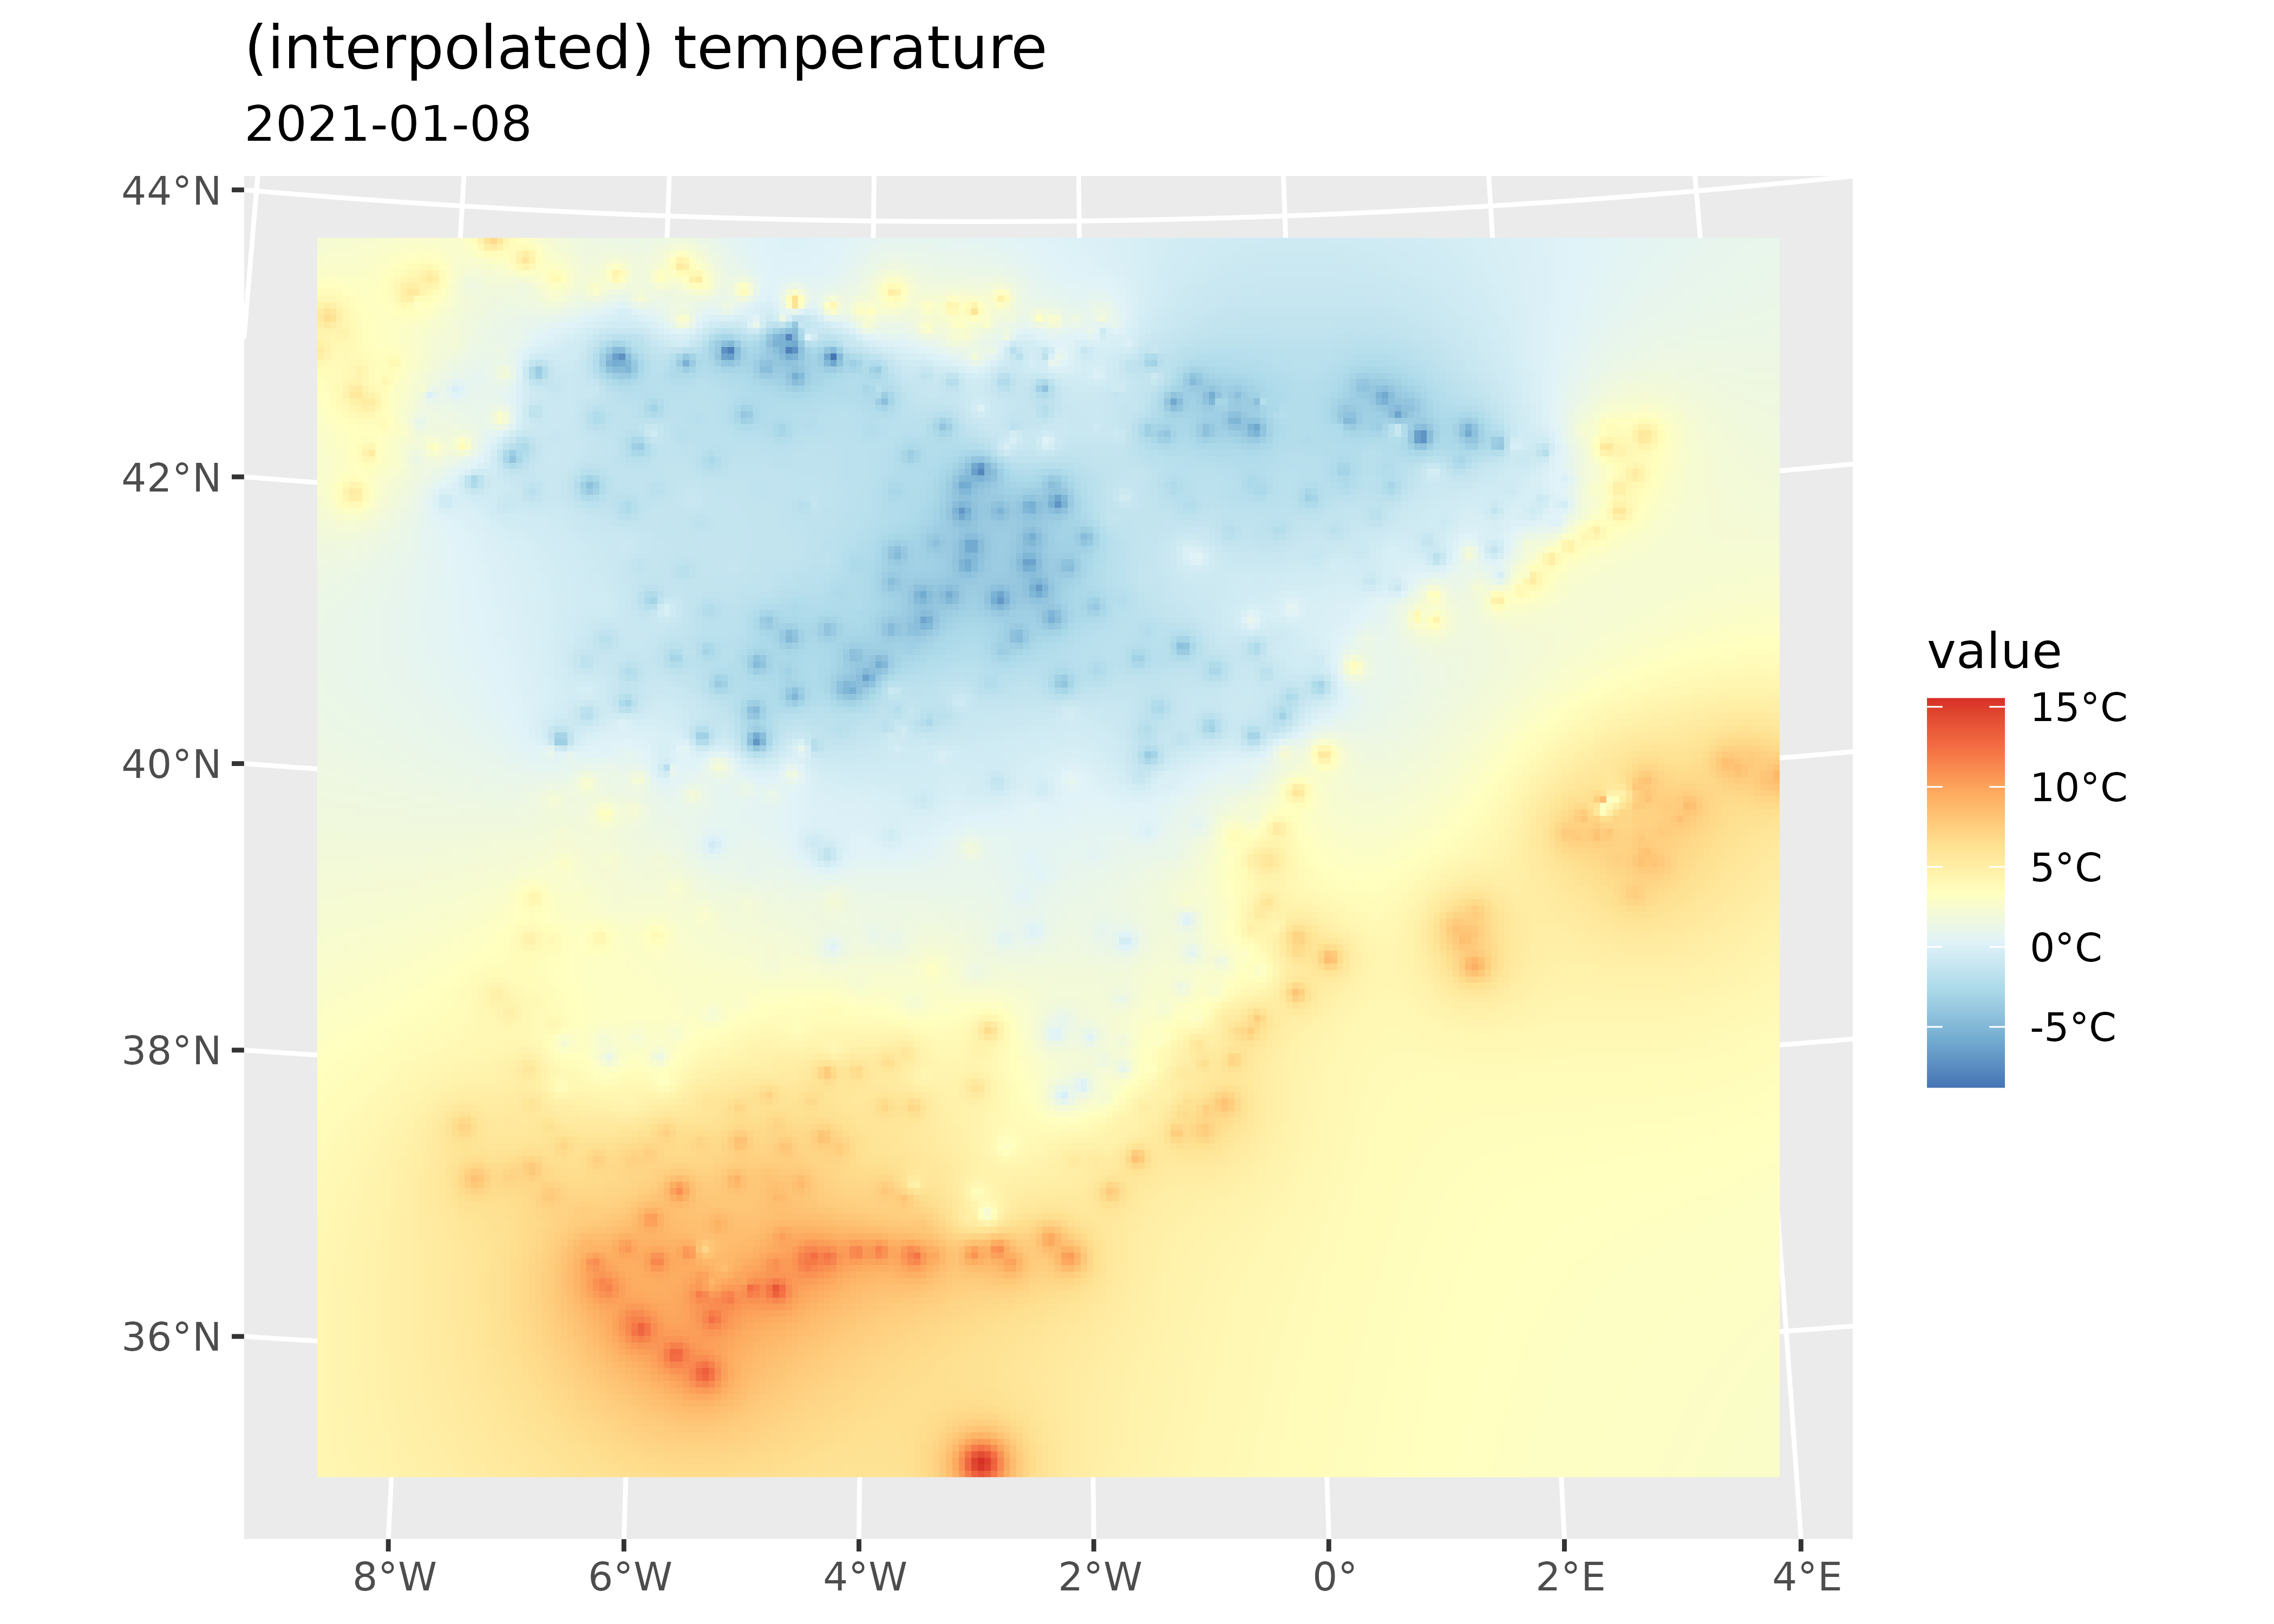 (interpolated) temperature
2021-01-08
44°N
42°N
40°N
38°N
36°N
8°W 6°W 4°W 2°W 0° 2°E 4°E
value
15°C
10°C
5°C
0°C
-5°C